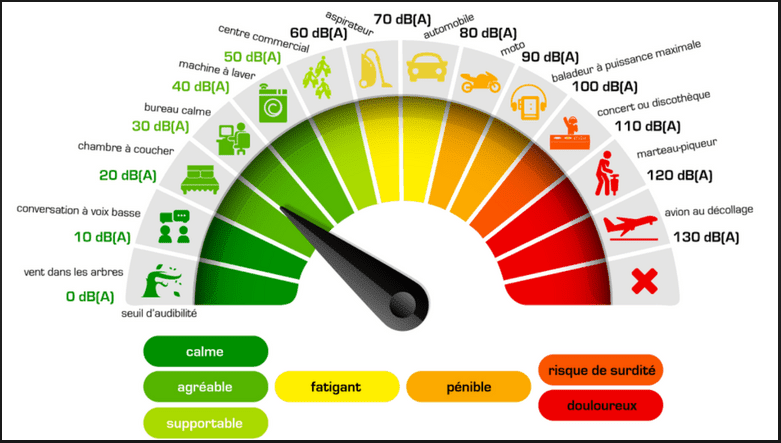 seuil d'audibilité
0 dB(A)
vent dans les arbres
10 dB(A)
conversation à voix basse
20 dB(A)
chambre à coucher
30 dB(A)
bureau calme
40 dB(A)
machine à laver
50 dB(A)
centre commercial
60 dB(A)
aspirateur
70 dB(A)
automobile
80 dB(A)
moto
90 dB(A)
baladeur à puissance maximale
100 dB(A)
concert ou discothèque
110 dB(A)
marteau-piqueur
120 dB(A)
avion au décollage
130 dB(A)
calme
agréable
supportable
fatigant
pénible
risque de surdité
douloureux